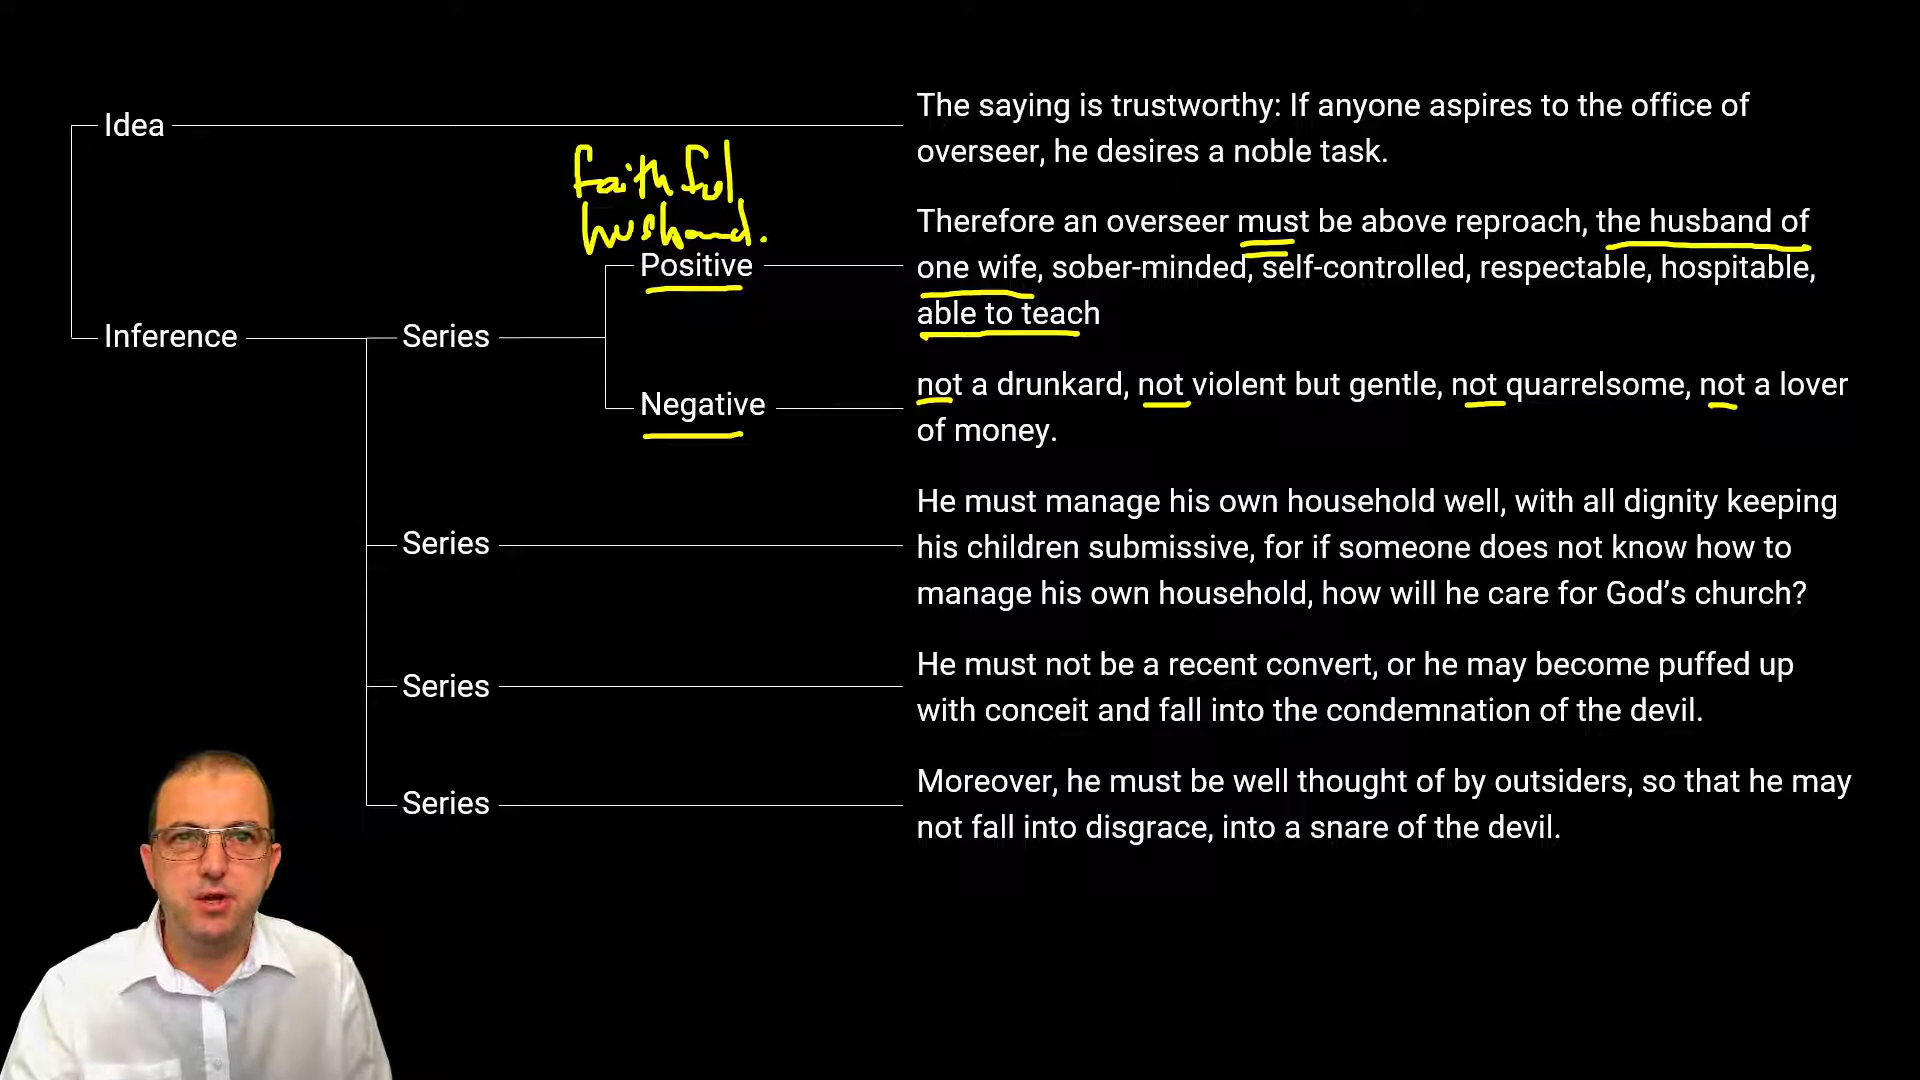 Idea
The saying is trustworthy: If anyone aspires to the office of
overseer, he desires a noble task.
faithful
husband.
Therefore an overseer must be above reproach, the husband of
Positive
one wife, sober-minded, self-controlled, respectable, hospitable,
able to teach
Inference
Series
Negative
not a drunkard, not violent but gentle, not quarrelsome, not a lover
of money.
Series
He must manage his own household well, with all dignity keeping
his children submissive, for if someone does not know how to
manage his own household, how will he care for God’s church?
Series
He must not be a recent convert, or he may become puffed up
with conceit and fall into the condemnation of the devil.
Series
Moreover, he must be well thought of by outsiders, so that he may
not fall into disgrace, into a snare of the devil.